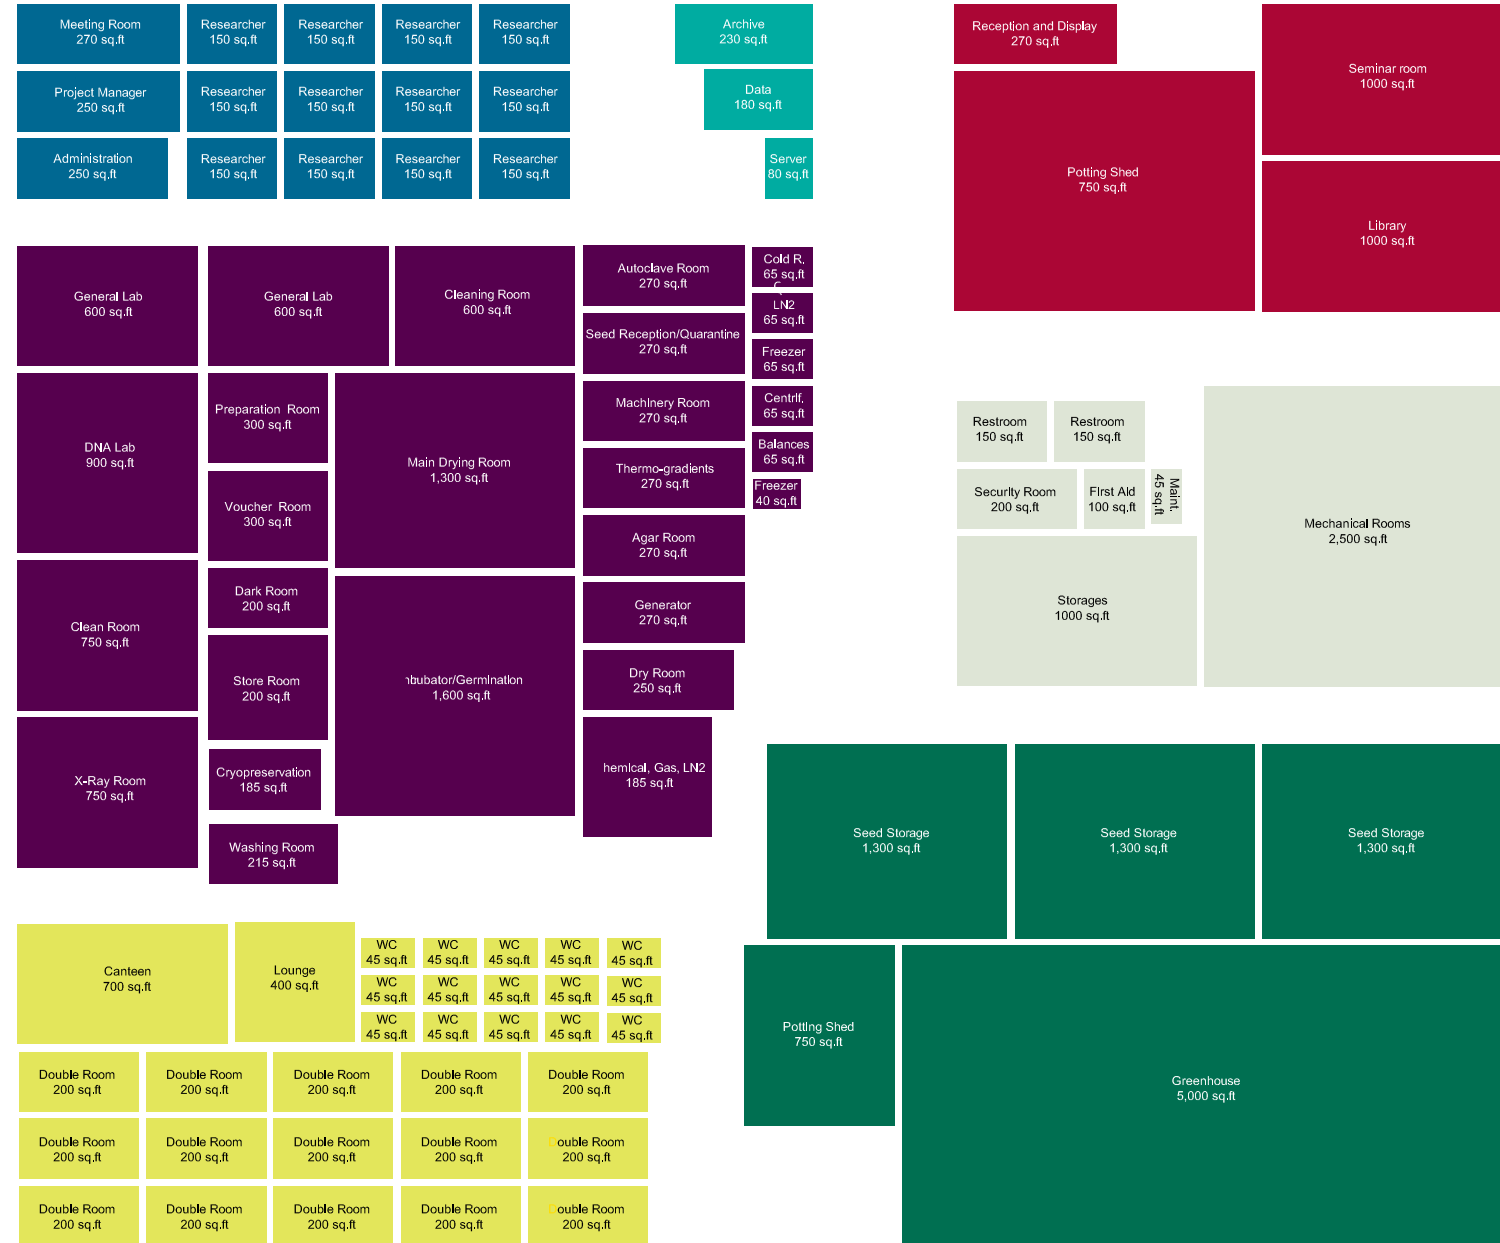 Meeting Room
270 sq.ft
Researcher
150 sq.ft
Researcher
150 sq.ft
Researcher
150 sq.ft
Researcher
150 sq.ft
Project Manager
250 sq.ft
Researcher
150 sq.ft
Researcher
150 sq.ft
Researcher
150 sq.ft
Researcher
150 sq.ft
Administration
250 sq.ft
Researcher
150 sq.ft
Researcher
150 sq.ft
Researcher
150 sq.ft
Researcher
150 sq.ft
Archive
230 sq.ft
Data
180 sq.ft
Server
80 sq.ft
Reception and Display
270 sq.ft
Seminar room
1000 sq.ft
Potting Shed
750 sq.ft
Library
1000 sq.ft
General Lab
600 sq.ft
General Lab
600 sq.ft
Cleaning Room
600 sq.ft
DNA Lab
900 sq.ft
Preparation Room
300 sq.ft
Voucher Room
300 sq.ft
Main Drying Room
1,300 sq.ft
Clean Room
750 sq.ft
Dark Room
200 sq.ft
Store Room
200 sq.ft
ncubator/Germination
1,600 sq.ft
X-Ray Room
750 sq.ft
Cryopreservation
185 sq.ft
Washing Room
215 sq.ft
Autoclave Room
270 sq.ft
Seed Reception/Quarantine
270 sq.ft
Machinery Room
270 sq.ft
Thermo-gradients
270 sq.ft
Agar Room
270 sq.ft
Generator
270 sq.ft
Dry Room
250 sq.ft
hemical, Gas, LN2
185 sq.ft
Cold R.
65 sq.ft
LN2
65 sq.ft
Freezer
65 sq.ft
Centrif.
65 sq.ft
Balances
65 sq.ft
Freezer
40 sq.ft
Restroom
150 sq.ft
Restroom
150 sq.ft
Security Room
200 sq.ft
First Aid
100 sq.ft
Maint.
45 sq.ft
Storages
1000 sq.ft
Mechanical Rooms
2,500 sq.ft
Seed Storage
1,300 sq.ft
Seed Storage
1,300 sq.ft
Seed Storage
1,300 sq.ft
Potting Shed
750 sq.ft
Greenhouse
5,000 sq.ft
Canteen
700 sq.ft
Lounge
400 sq.ft
WC
45 sq.ft
WC
45 sq.ft
WC
45 sq.ft
WC
45 sq.ft
WC
45 sq.ft
WC
45 sq.ft
WC
45 sq.ft
WC
45 sq.ft
WC
45 sq.ft
WC
45 sq.ft
WC
45 sq.ft
WC
45 sq.ft
WC
45 sq.ft
WC
45 sq.ft
WC
45 sq.ft
Double Room
200 sq.ft
Double Room
200 sq.ft
Double Room
200 sq.ft
Double Room
200 sq.ft
Double Room
200 sq.ft
Double Room
200 sq.ft
Double Room
200 sq.ft
Double Room
200 sq.ft
Double Room
200 sq.ft
Double Room
200 sq.ft
Double Room
200 sq.ft
Double Room
200 sq.ft
Double Room
200 sq.ft
Double Room
200 sq.ft
Double Room
200 sq.ft